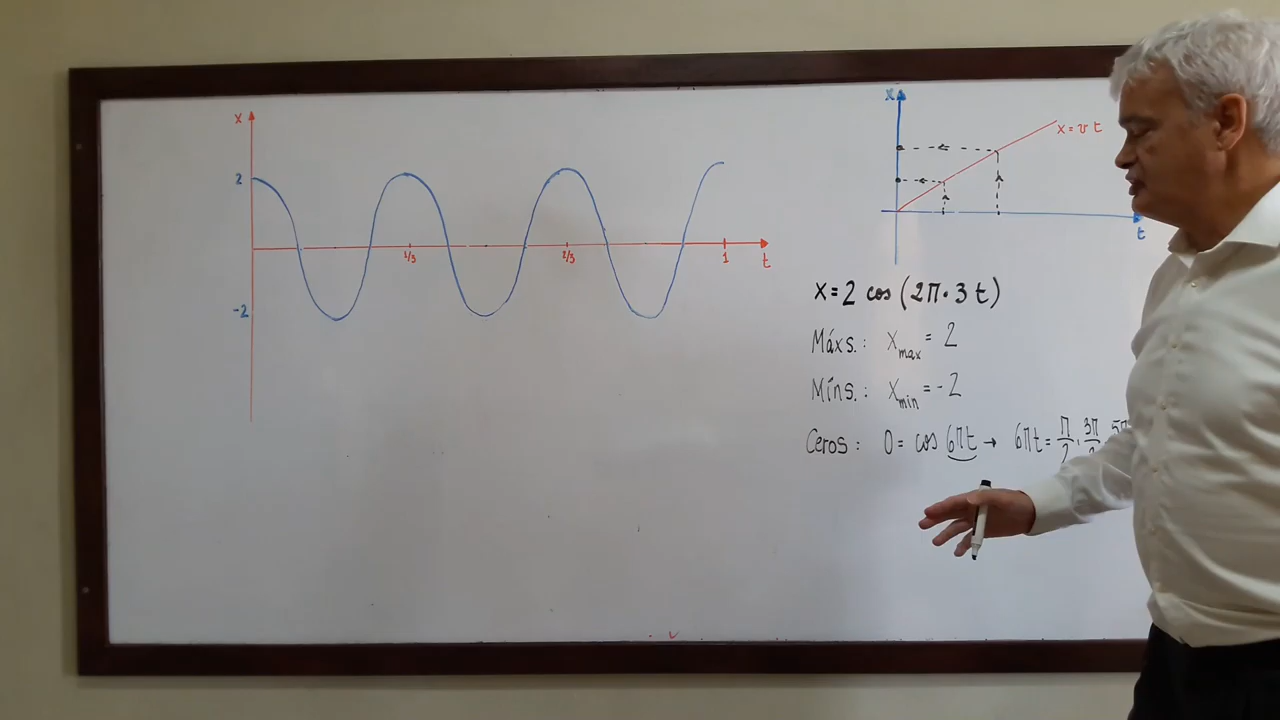 x
2
-2
1/3
2/3
1
t
x
x = v t
t
x = 2 cos (2π · 3 t)
Máxs. : x_max = 2
Míns. : x_min = -2
Ceros : 0 = cos 6πt → 6πt = π/2 , 3π/